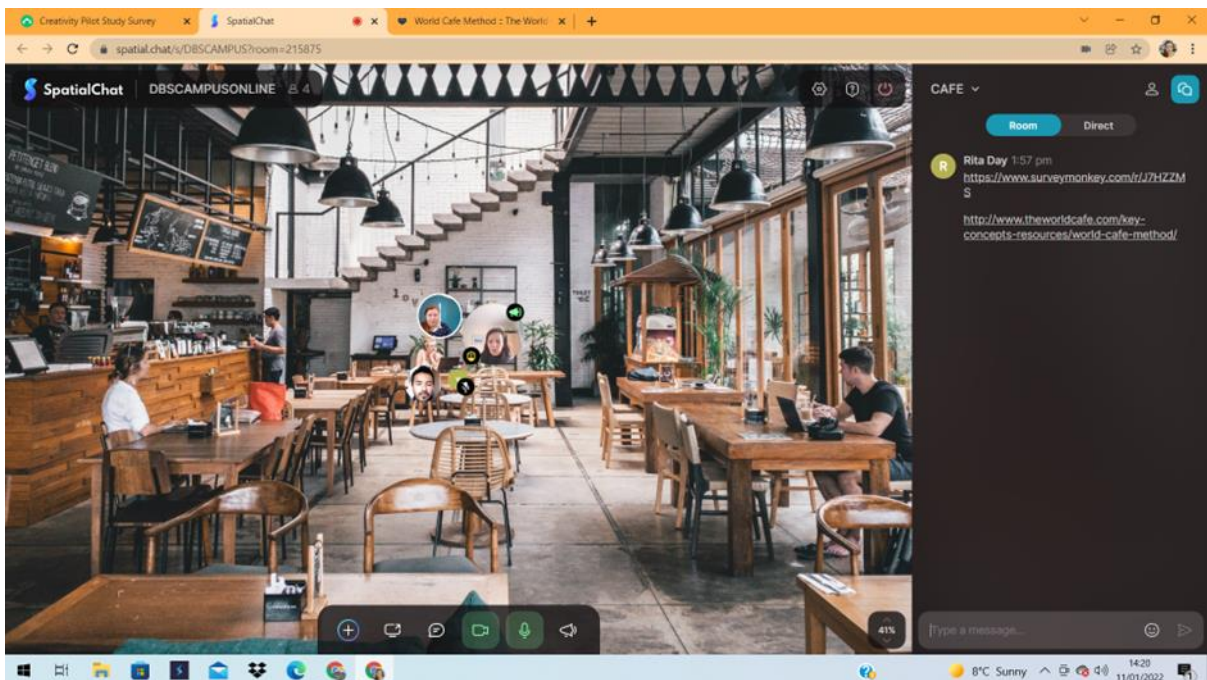 Creativity Pilot Study Survey
SpatialChat
World Cafe Method :: The World
spatial.chat/s/DBSCAMPUS?room=215875
SpatialChat DBSCAMPUSONLINE 4
CAFE
Room Direct
R Rita Day 1:57 pm
https://www.surveymonkey.com/r/J7HZZM
S
http://www.theworldcafe.com/key-
concepts-resources/world-cafe-method/
TOILET
41%
Type a message...
8°C Sunny 14:20
11/01/2022